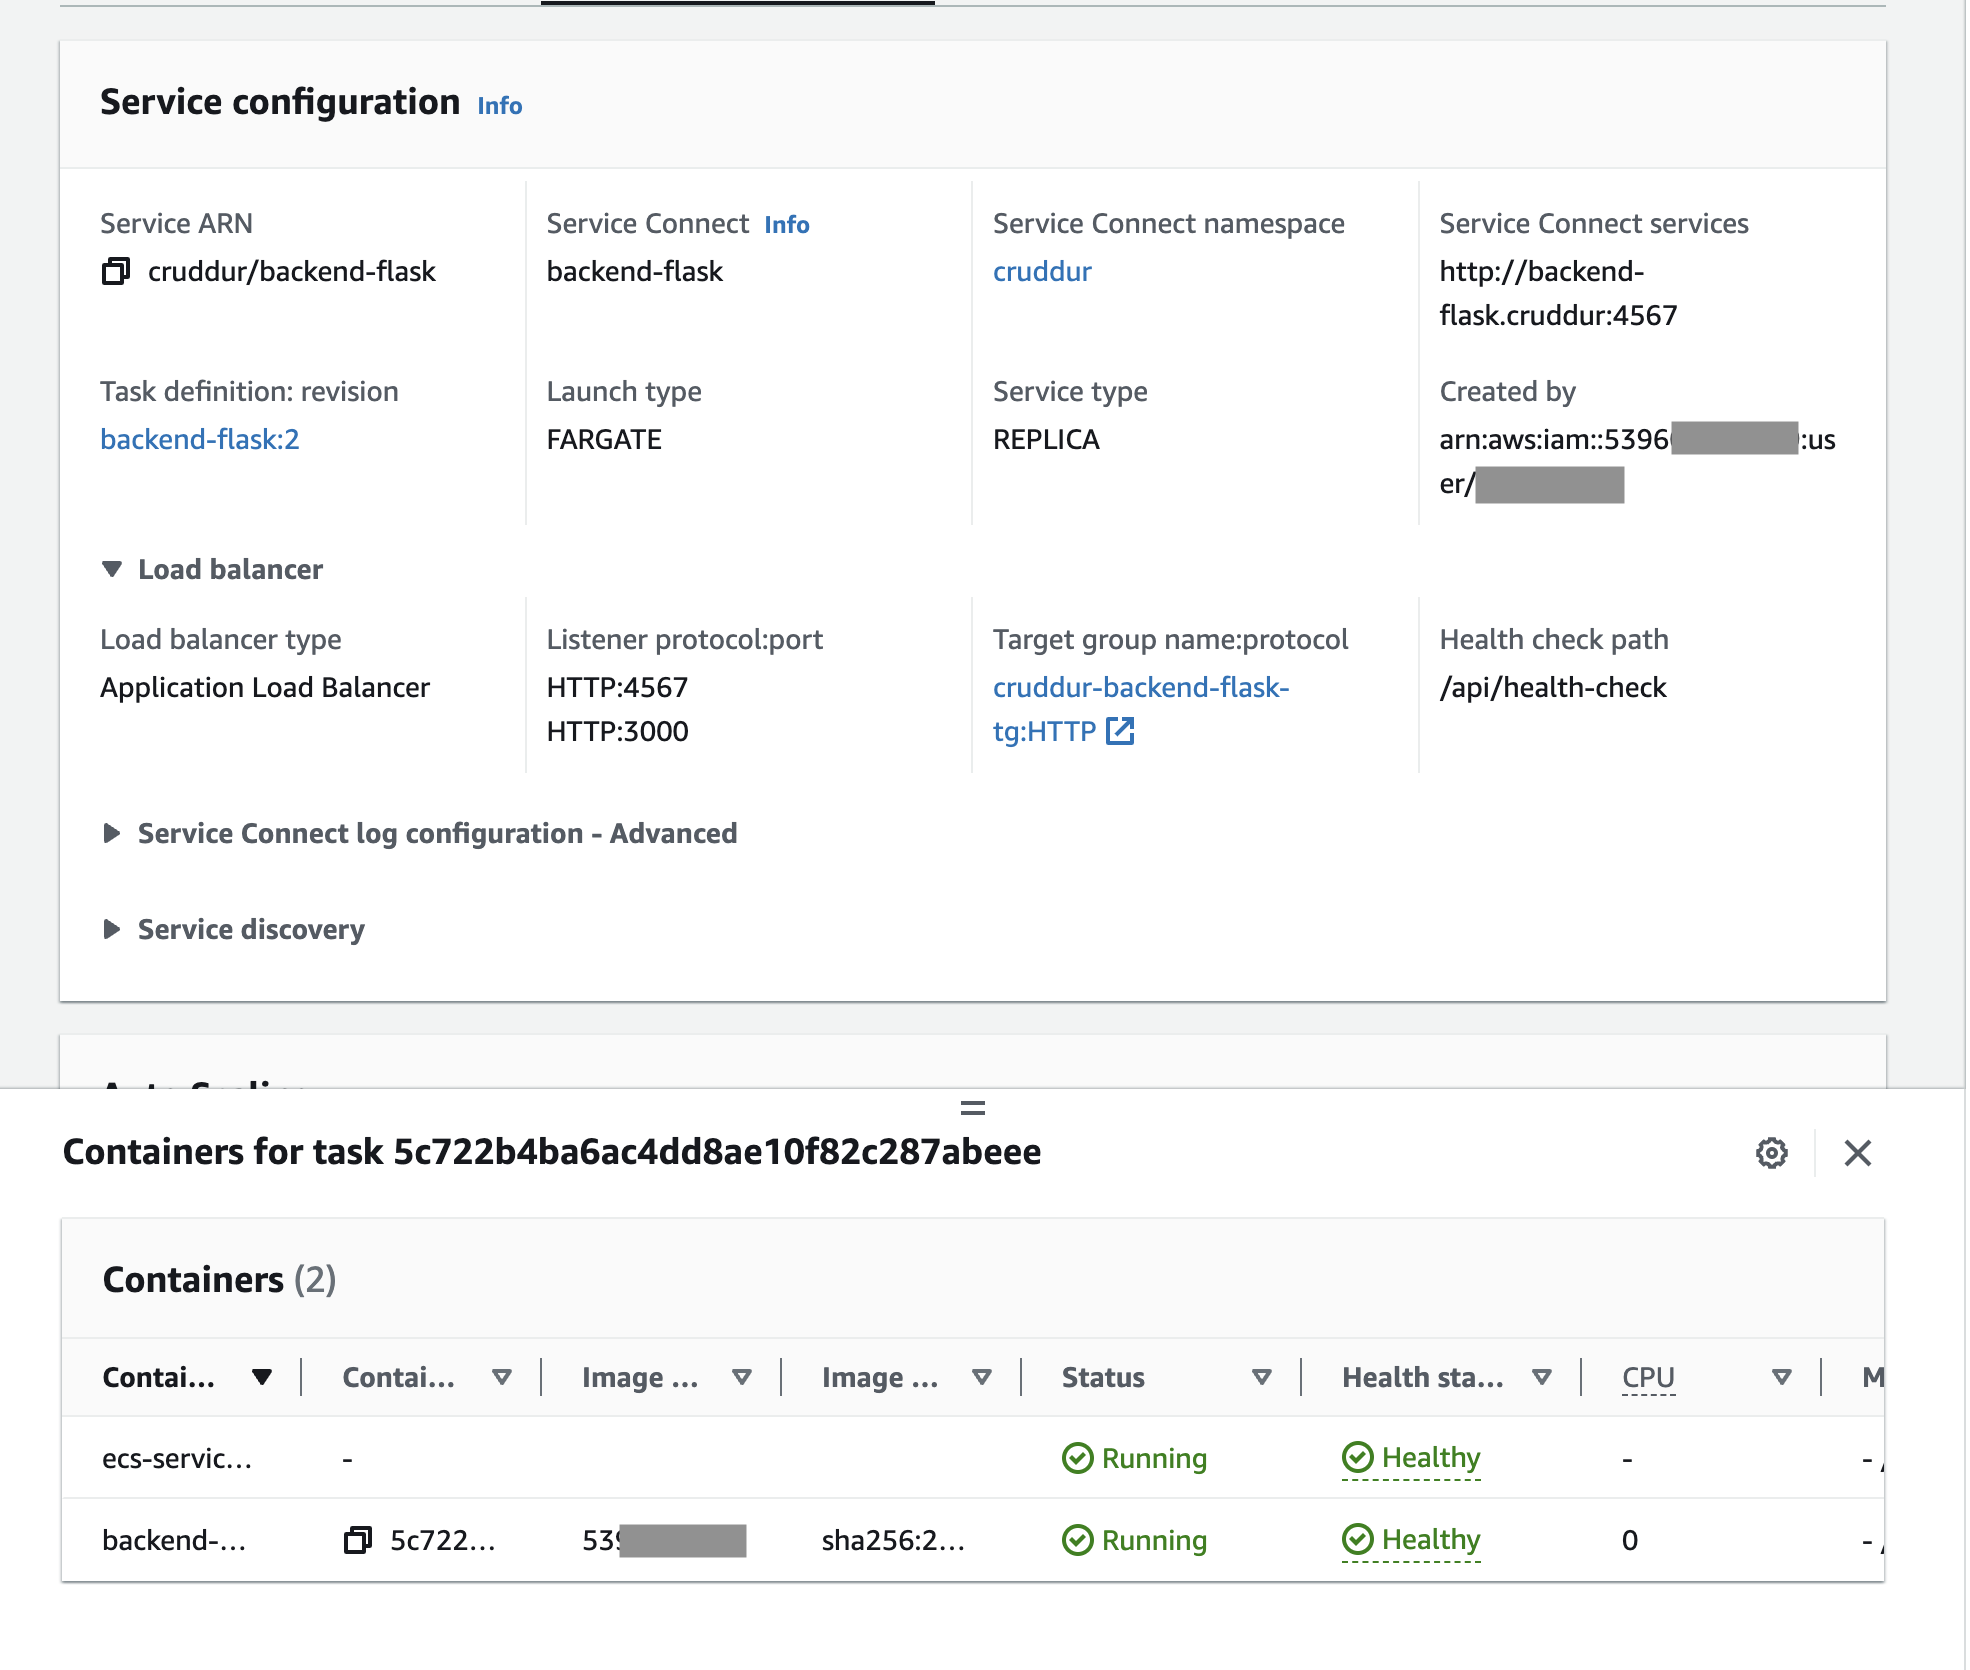 Service configuration Info
Service ARN
cruddur/backend-flask
Service Connect Info
backend-flask
Service Connect namespace
cruddur
Service Connect services
http://backend-
flask.cruddur:4567
Task definition: revision
backend-flask:2
Launch type
FARGATE
Service type
REPLICA
Created by
arn:aws:iam::5396 :us
er/
Load balancer
Load balancer type
Application Load Balancer
Listener protocol:port
HTTP:4567
HTTP:3000
Target group name:protocol
cruddur-backend-flask-
tg:HTTP
Health check path
/api/health-check
Service Connect log configuration - Advanced
Service discovery
Containers for task 5c722b4ba6ac4dd8ae10f82c287abeee
Containers (2)
Contai... Contai... Image ... Image ... Status Health sta... CPU M
ecs-servic... - Running Healthy - -
backend-... 5c722... 53 sha256:2... Running Healthy 0 -